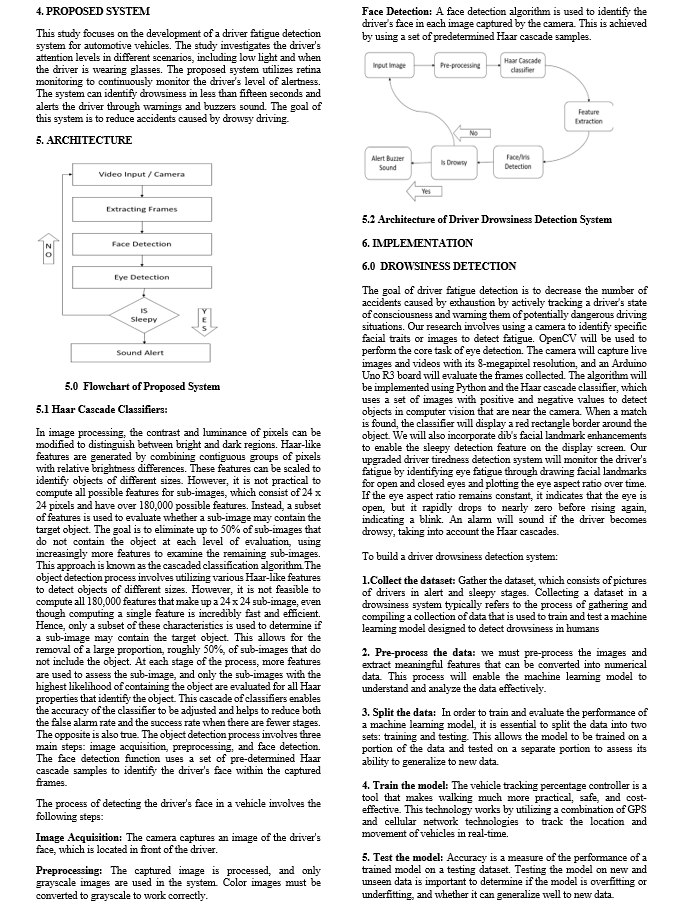 4. PROPOSED SYSTEM
This study focuses on the development of a driver fatigue detection
system for automotive vehicles. The study investigates the driver's
attention levels in different scenarios, including low light and when
the driver is wearing glasses. The proposed system utilizes retina
monitoring to continuously monitor the driver's level of alertness.
The system can identify drowsiness in less than fifteen seconds and
alerts the driver through warnings and buzzers sound. The goal of
this system is to reduce accidents caused by drowsy driving.
5. ARCHITECTURE
Video Input / Camera
Extracting Frames
Face Detection
Eye Detection
IS
Sleepy
Sound Alert
NO
YES
5.0 Flowchart of Proposed System
5.1 Haar Cascade Classifiers:
In image processing, the contrast and luminance of pixels can be
modified to distinguish between bright and dark regions. Haar-like
features are generated by combining contiguous groups of pixels
with relative brightness differences. These features can be scaled to
identify objects of different sizes. However, it is not practical to
compute all possible features for sub-images, which consist of 24 x
24 pixels and have over 180,000 possible features. Instead, a subset
of features is used to evaluate whether a sub-image may contain the
target object. The goal is to eliminate up to 50% of sub-images that
do not contain the object at each level of evaluation, using
increasingly more features to examine the remaining sub-images.
This approach is known as the cascaded classification algorithm.The
object detection process involves utilizing various Haar-like features
to detect objects of different sizes. However, it is not feasible to
compute all 180,000 features that make up a 24 x 24 sub-image, even
though computing a single feature is incredibly fast and efficient.
Hence, only a subset of these characteristics is used to determine if
a sub-image may contain the target object. This allows for the
removal of a large proportion, roughly 50%, of sub-images that do
not include the object. At each stage of the process, more features
are used to assess the sub-image, and only the sub-images with the
highest likelihood of containing the object are evaluated for all Haar
properties that identify the object. This cascade of classifiers enables
the accuracy of the classifier to be adjusted and helps to reduce both
the false alarm rate and the success rate when there are fewer stages.
The opposite is also true. The object detection process involves three
main steps: image acquisition, preprocessing, and face detection.
The face detection function uses a set of pre-determined Haar
cascade samples to identify the driver's face within the captured
frames.
The process of detecting the driver's face in a vehicle involves the
following steps:
Image Acquisition: The camera captures an image of the driver's
face, which is located in front of the driver.
Preprocessing: The captured image is processed, and only
grayscale images are used in the system. Color images must be
converted to grayscale to work correctly.
Face Detection: A face detection algorithm is used to identify the
driver's face in each image captured by the camera. This is achieved
by using a set of predetermined Haar cascade samples.
Input Image
Pre-processing
Haar Cascade
classifier
Feature
Extraction
Face/Iris
Detection
Is Drowsy
Alert Buzzer
Sound
No
Yes
5.2 Architecture of Driver Drowsiness Detection System
6. IMPLEMENTATION
6.0 DROWSINESS DETECTION
The goal of driver fatigue detection is to decrease the number of
accidents caused by exhaustion by actively tracking a driver's state
of consciousness and warning them of potentially dangerous driving
situations. Our research involves using a camera to identify specific
facial traits or images to detect fatigue. OpenCV will be used to
perform the core task of eye detection. The camera will capture live
images and videos with its 8-megapixel resolution, and an Arduino
Uno R3 board will evaluate the frames collected. The algorithm will
be implemented using Python and the Haar cascade classifier, which
uses a set of images with positive and negative values to detect
objects in computer vision that are near the camera. When a match
is found, the classifier will display a red rectangle border around the
object. We will also incorporate dib's facial landmark enhancements
to enable the sleepy detection feature on the display screen. Our
upgraded driver tiredness detection system will monitor the driver's
fatigue by identifying eye fatigue through drawing facial landmarks
for open and closed eyes and plotting the eye aspect ratio over time.
If the eye aspect ratio remains constant, it indicates that the eye is
open, but it rapidly drops to nearly zero before rising again,
indicating a blink. An alarm will sound if the driver becomes
drowsy, taking into account the Haar cascades.
To build a driver drowsiness detection system:
1.Collect the dataset: Gather the dataset, which consists of pictures
of drivers in alert and sleepy stages. Collecting a dataset in a
drowsiness system typically refers to the process of gathering and
compiling a collection of data that is used to train and test a machine
learning model designed to detect drowsiness in humans
2. Pre-process the data: we must pre-process the images and
extract meaningful features that can be converted into numerical
data. This process will enable the machine learning model to
understand and analyze the data effectively.
3. Split the data: In order to train and evaluate the performance of
a machine learning model, it is essential to split the data into two
sets: training and testing. This allows the model to be trained on a
portion of the data and tested on a separate portion to assess its
ability to generalize to new data.
4. Train the model: The vehicle tracking percentage controller is a
tool that makes walking much more practical, safe, and cost-
effective. This technology works by utilizing a combination of GPS
and cellular network technologies to track the location and
movement of vehicles in real-time.
5. Test the model: Accuracy is a measure of the performance of a
trained model on a testing dataset. Testing the model on new and
unseen data is important to determine if the model is overfitting or
underfitting, and whether it can generalize well to new data.